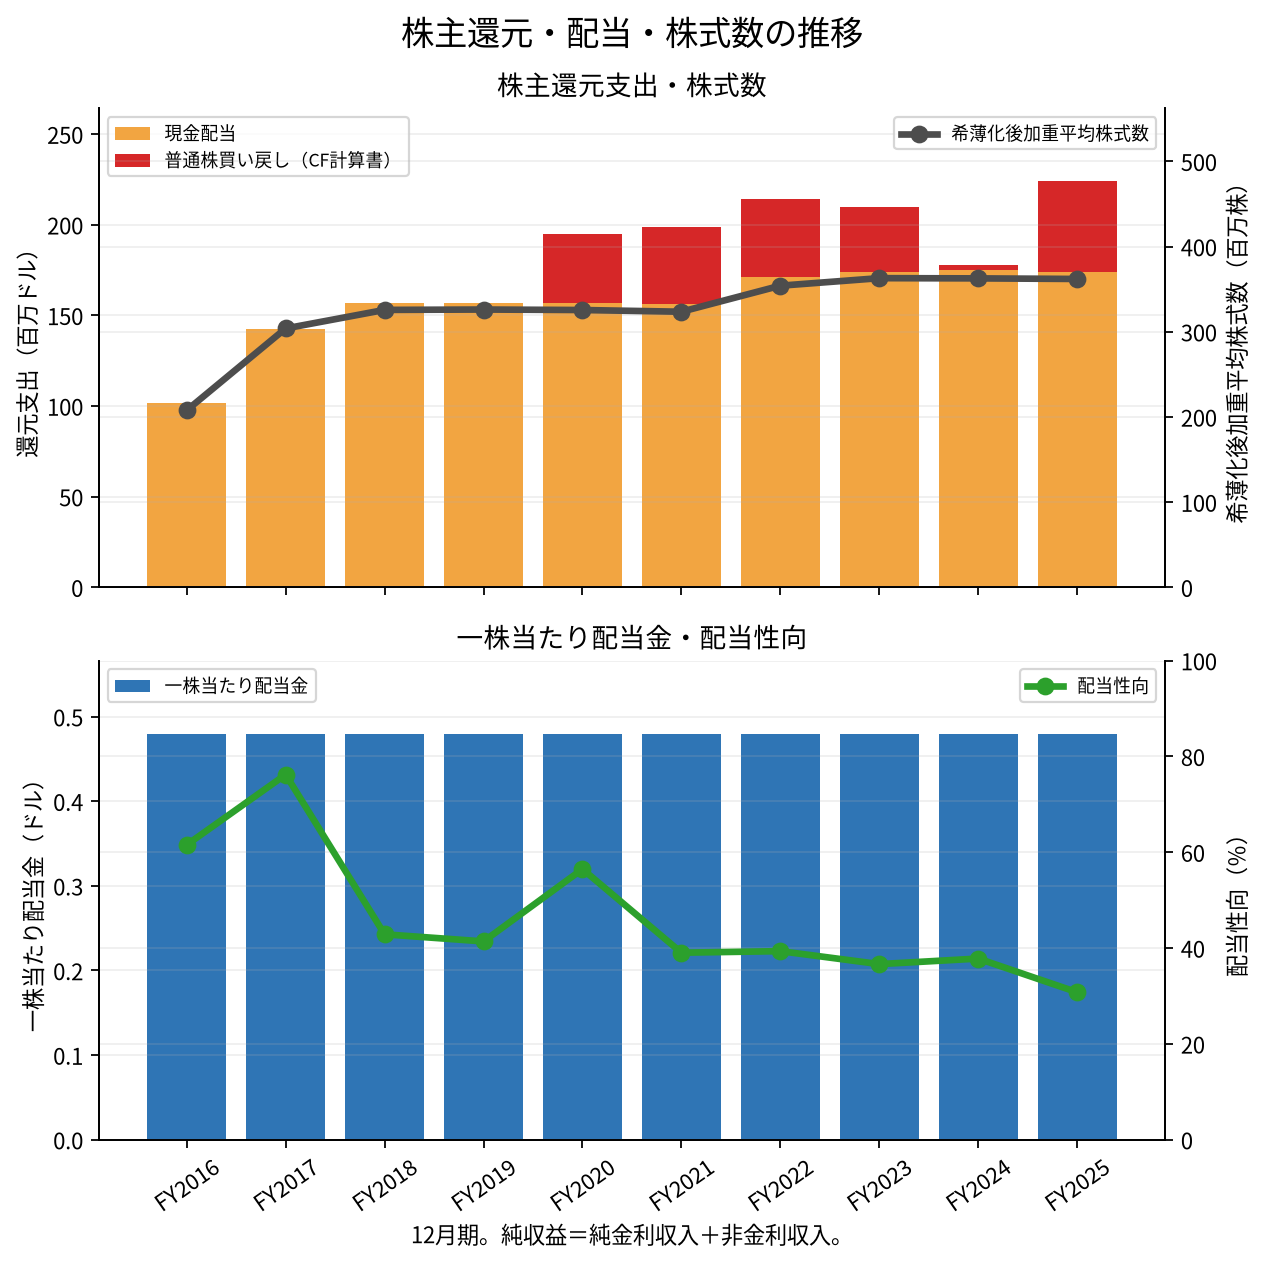 株主還元・配当・株式数の推移
株主還元支出・株式数
現金配当
普通株買い戻し（CF計算書）
希薄化後加重平均株式数
250
200
150
100
50
0
還元支出（百万ドル）
500
400
300
200
100
0
希薄化後加重平均株式数（百万株）
一株当たり配当金・配当性向
一株当たり配当金
配当性向
0.5
0.4
0.3
0.2
0.1
0.0
一株当たり配当金（ドル）
100
80
60
40
20
0
配当性向（%）
FY2016
FY2017
FY2018
FY2019
FY2020
FY2021
FY2022
FY2023
FY2024
FY2025
12月期。純収益＝純金利収入＋非金利収入。